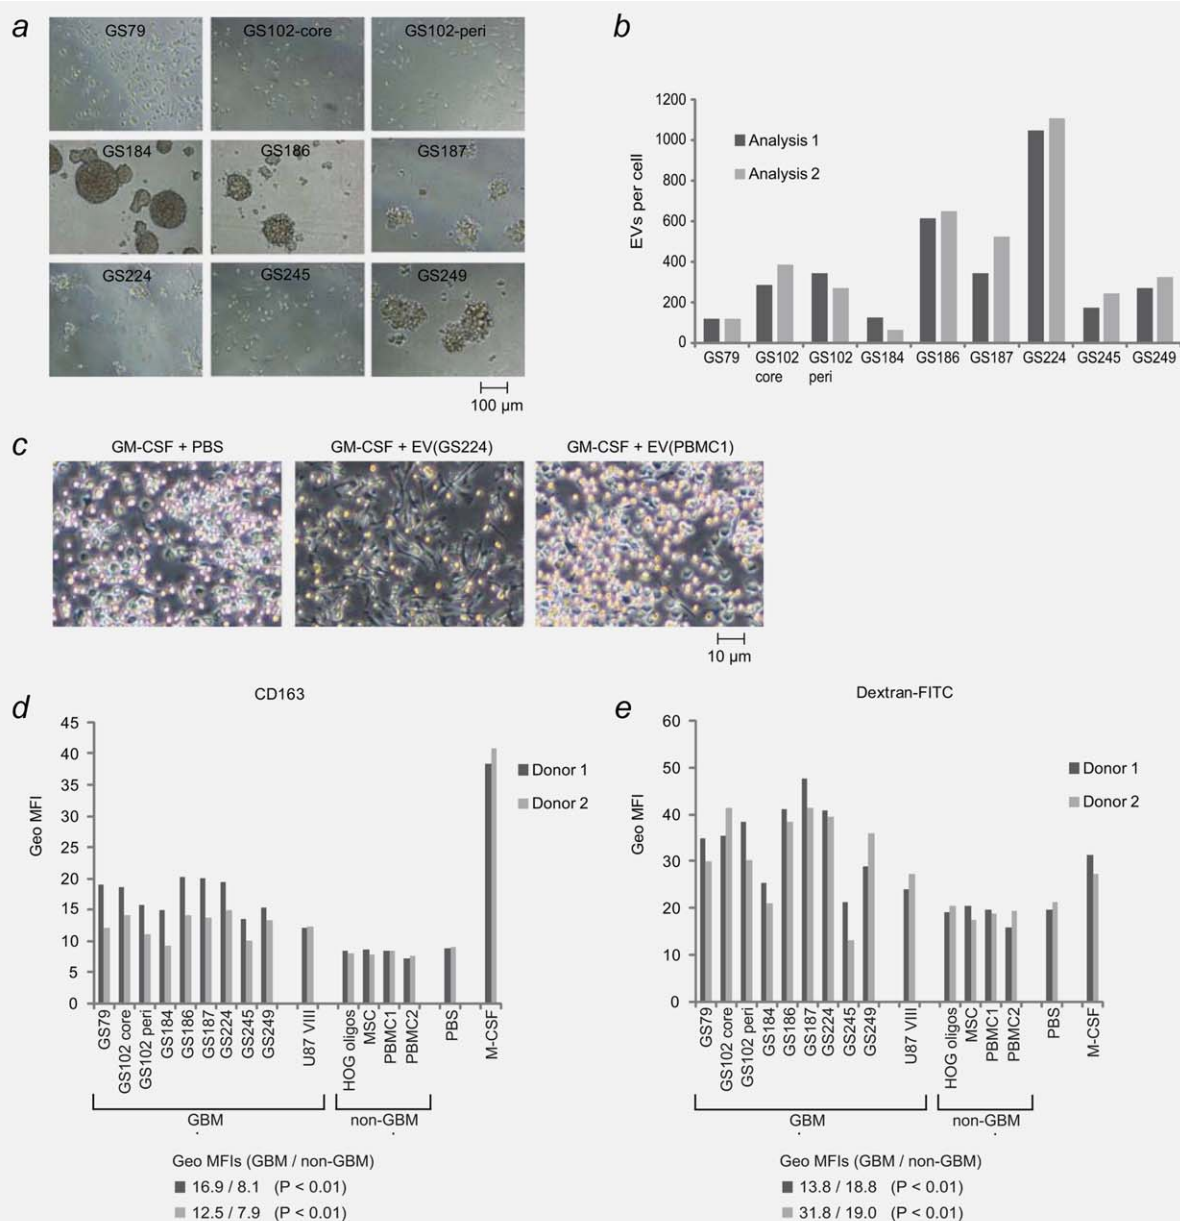 a
GS79
GS102-core
GS102-peri
GS184
GS186
GS187
GS224
GS245
GS249
100 µm
b
EVs per cell
1200
1000
800
600
400
200
0
Analysis 1
Analysis 2
GS79
GS102 core
GS102 peri
GS184
GS186
GS187
GS224
GS245
GS249
c
GM-CSF + PBS
GM-CSF + EV(GS224)
GM-CSF + EV(PBMC1)
10 µm
d
CD163
Geo MFI
45
40
35
30
25
20
15
10
5
0
Donor 1
Donor 2
GS79
GS102 core
GS102 peri
GS184
GS186
GS187
GS224
GS245
GS249
U87 VIII
HOG oligos
MSC
PBMC1
PBMC2
PBS
M-CSF
GBM
non-GBM
Geo MFIs (GBM / non-GBM)
16.9 / 8.1 (P < 0.01)
12.5 / 7.9 (P < 0.01)
e
Dextran-FITC
Geo MFI
60
50
40
30
20
10
0
Donor 1
Donor 2
GS79
GS102 core
GS102 peri
GS184
GS186
GS187
GS224
GS245
GS249
U87 VIII
HOG oligos
MSC
PBMC1
PBMC2
PBS
M-CSF
GBM
non-GBM
Geo MFIs (GBM / non-GBM)
13.8 / 18.8 (P < 0.01)
31.8 / 19.0 (P < 0.01)